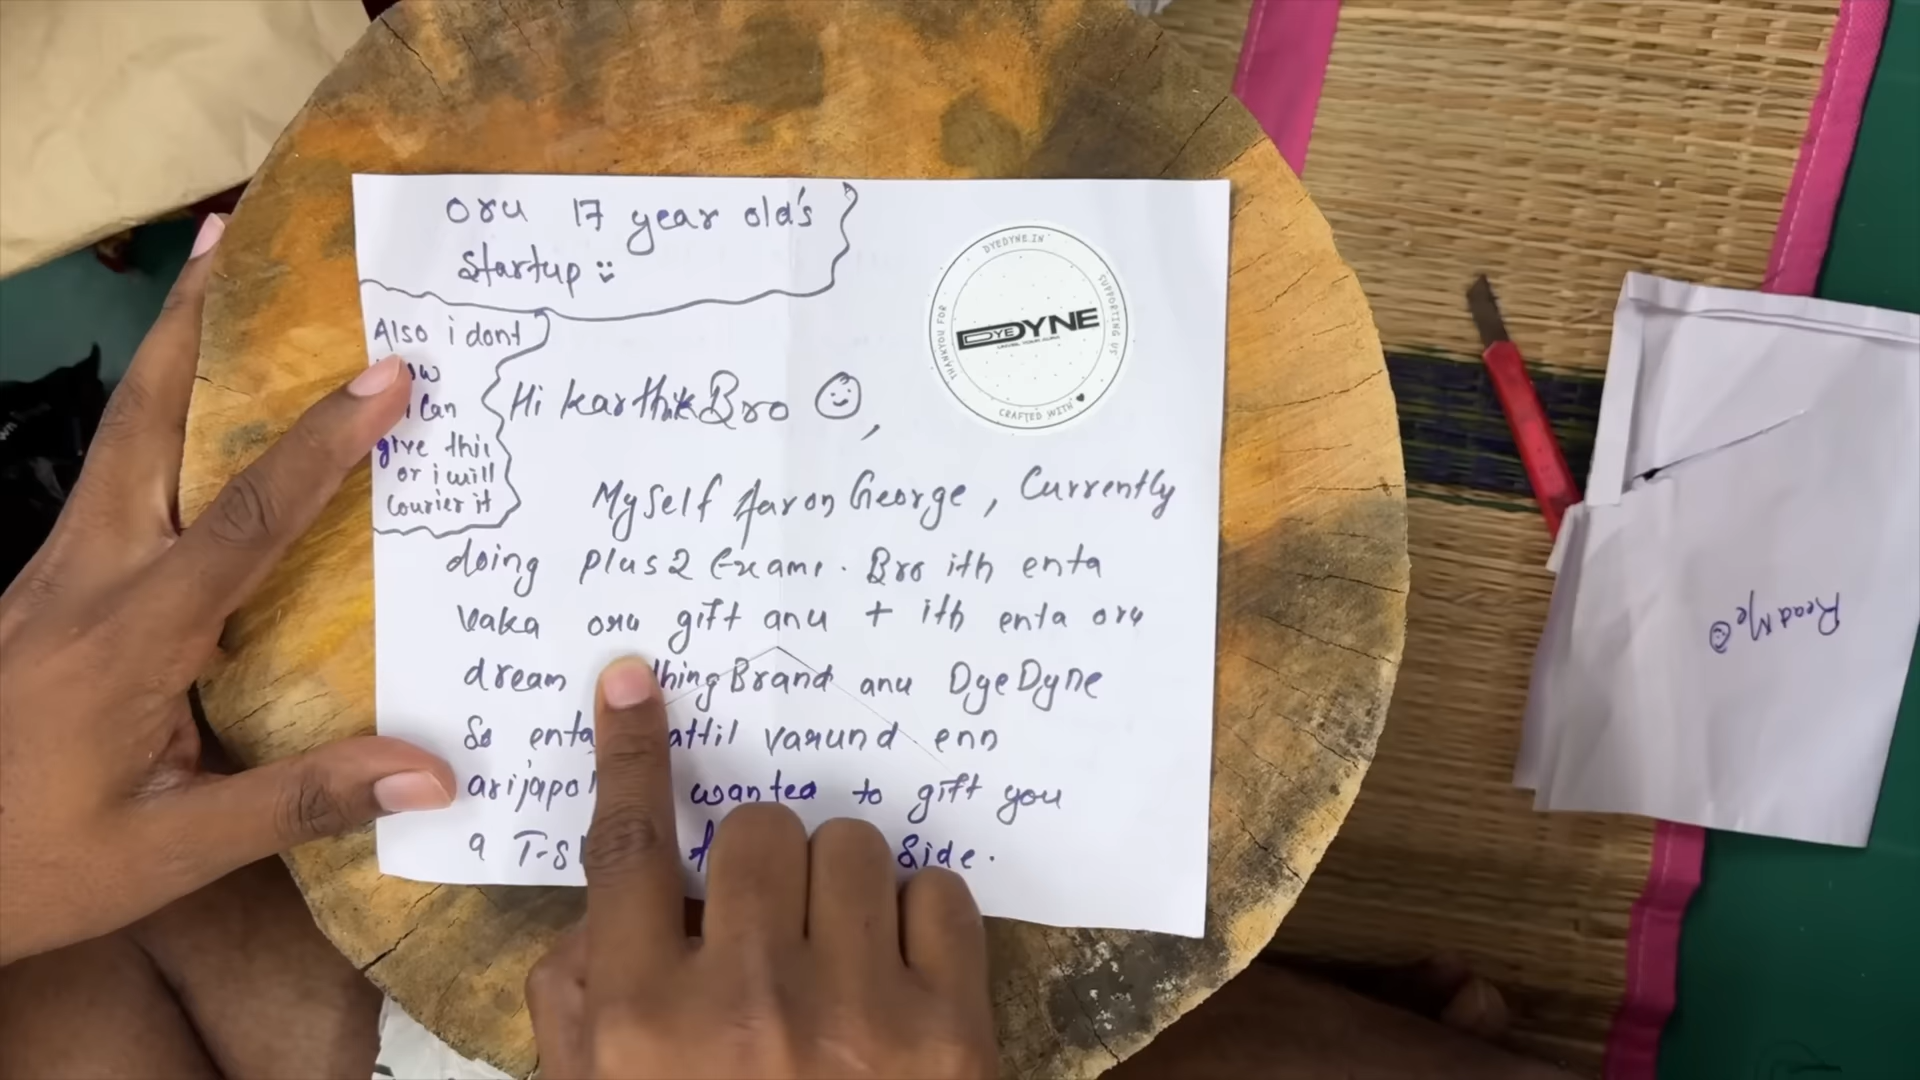 oru 17 year old's
Startup
DYEDYNE.IN
SUPPORTING US
THANKYOU FOR
DYEDYNE
CRAFTED WITH
Also i dont
i can
give this
or i will
courier it
Hi karthik Bro
Myself Aaron George, Currently
doing plus2 Exams. Bro ith enta
vaka oru gift anu + ith enta oru
dream Brand anu DyeDyne
So enta varund enn
wanted to gift you
a Side.
Read Me